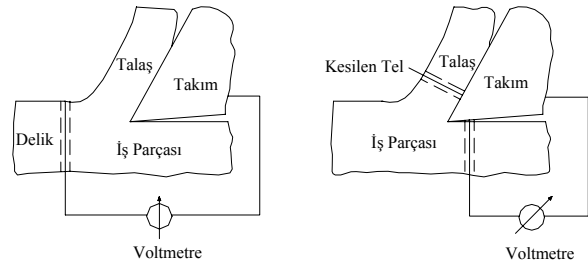 Talaş
Takım
Delik
İş Parçası
Voltmetre
Kesilen Tel
Talaş
Takım
İş Parçası
Voltmetre